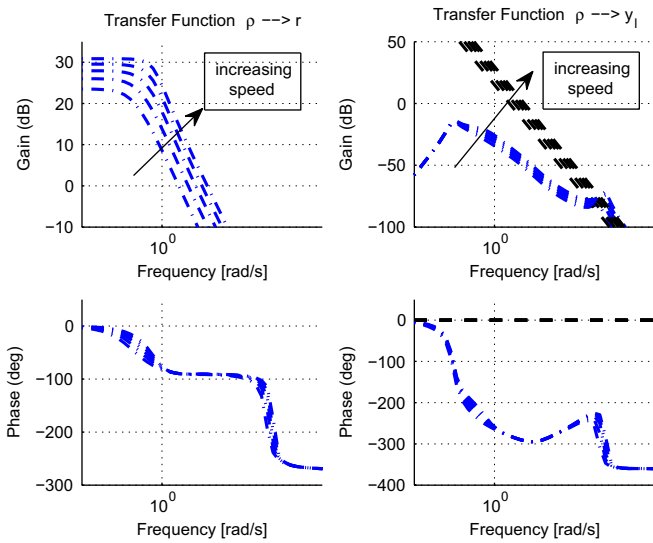 Transfer Function ρ −−> r
Gain (dB)
30
20
10
0
−10
increasing
speed
10^0
Frequency [rad/s]
Transfer Function ρ −−> y_l
Gain (dB)
50
0
−50
−100
increasing
speed
10^0
Frequency [rad/s]
Phase (deg)
0
−100
−200
−300
10^0
Frequency [rad/s]
Phase (deg)
0
−100
−200
−300
−400
10^0
Frequency [rad/s]